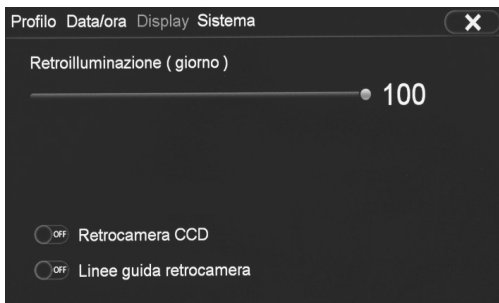 Profilo Data/ora Display Sistema
Retroilluminazione ( giorno )
100
OFF Retrocamera CCD
OFF Linee guida retrocamera